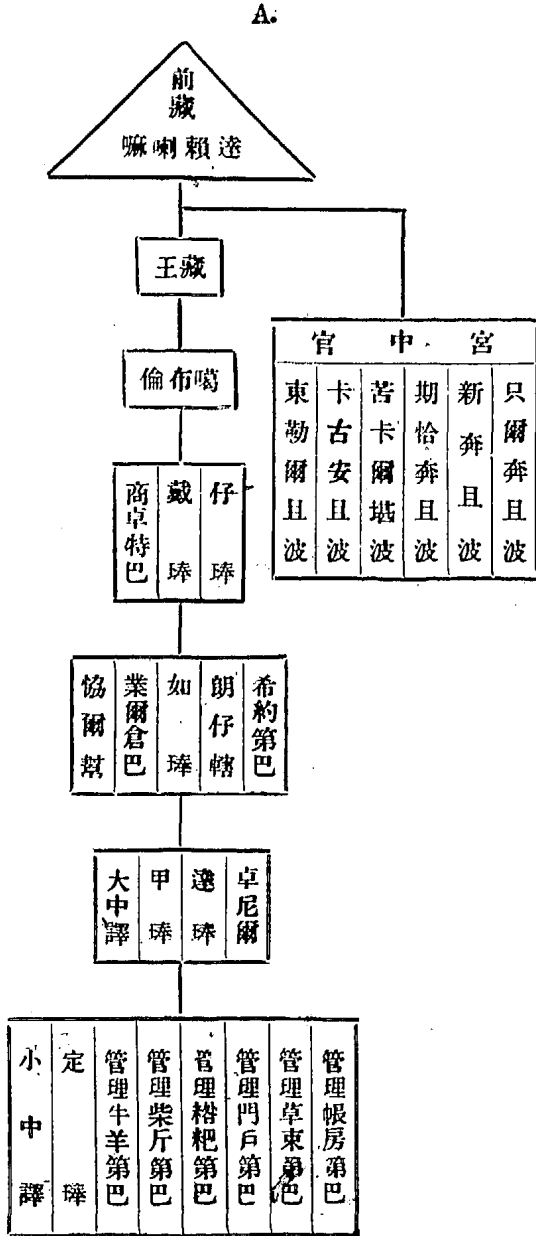 A.
前藏
達賴喇嘛
藏王
宮中官
只爾奔且波
新奔且波
期恰奔且波
苦卡爾堪波
卡古安且波
東勒爾且波
噶布倫
仔琫
戴琫
商卓特巴
希約第巴
朗仔轄
如琫
業爾倉巴
恊爾幫
卓尼爾
達琫
甲琫
大中譯
管理帳房第巴
管理草束第巴
管理門戶第巴
管理糌粑第巴
管理柴斤第巴
管理牛羊第巴
定琫
小中譯